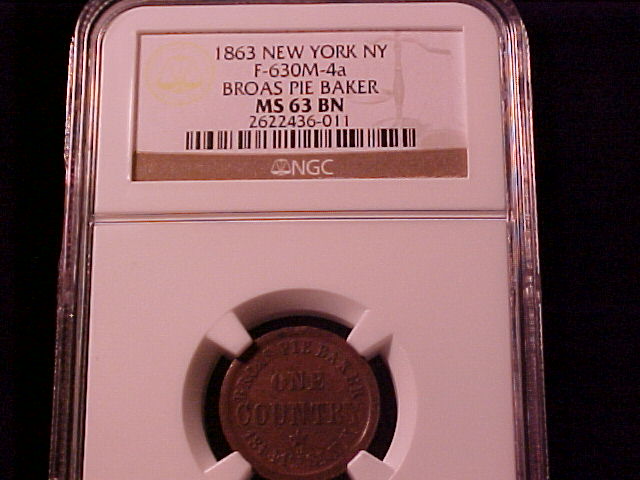 1863 NEW YORK NY
F-630M-4a
BROAS PIE BAKER
MS 63 BN
2622436-011
NGC
BROAS PIE BAKER
ONE
COUNTRY